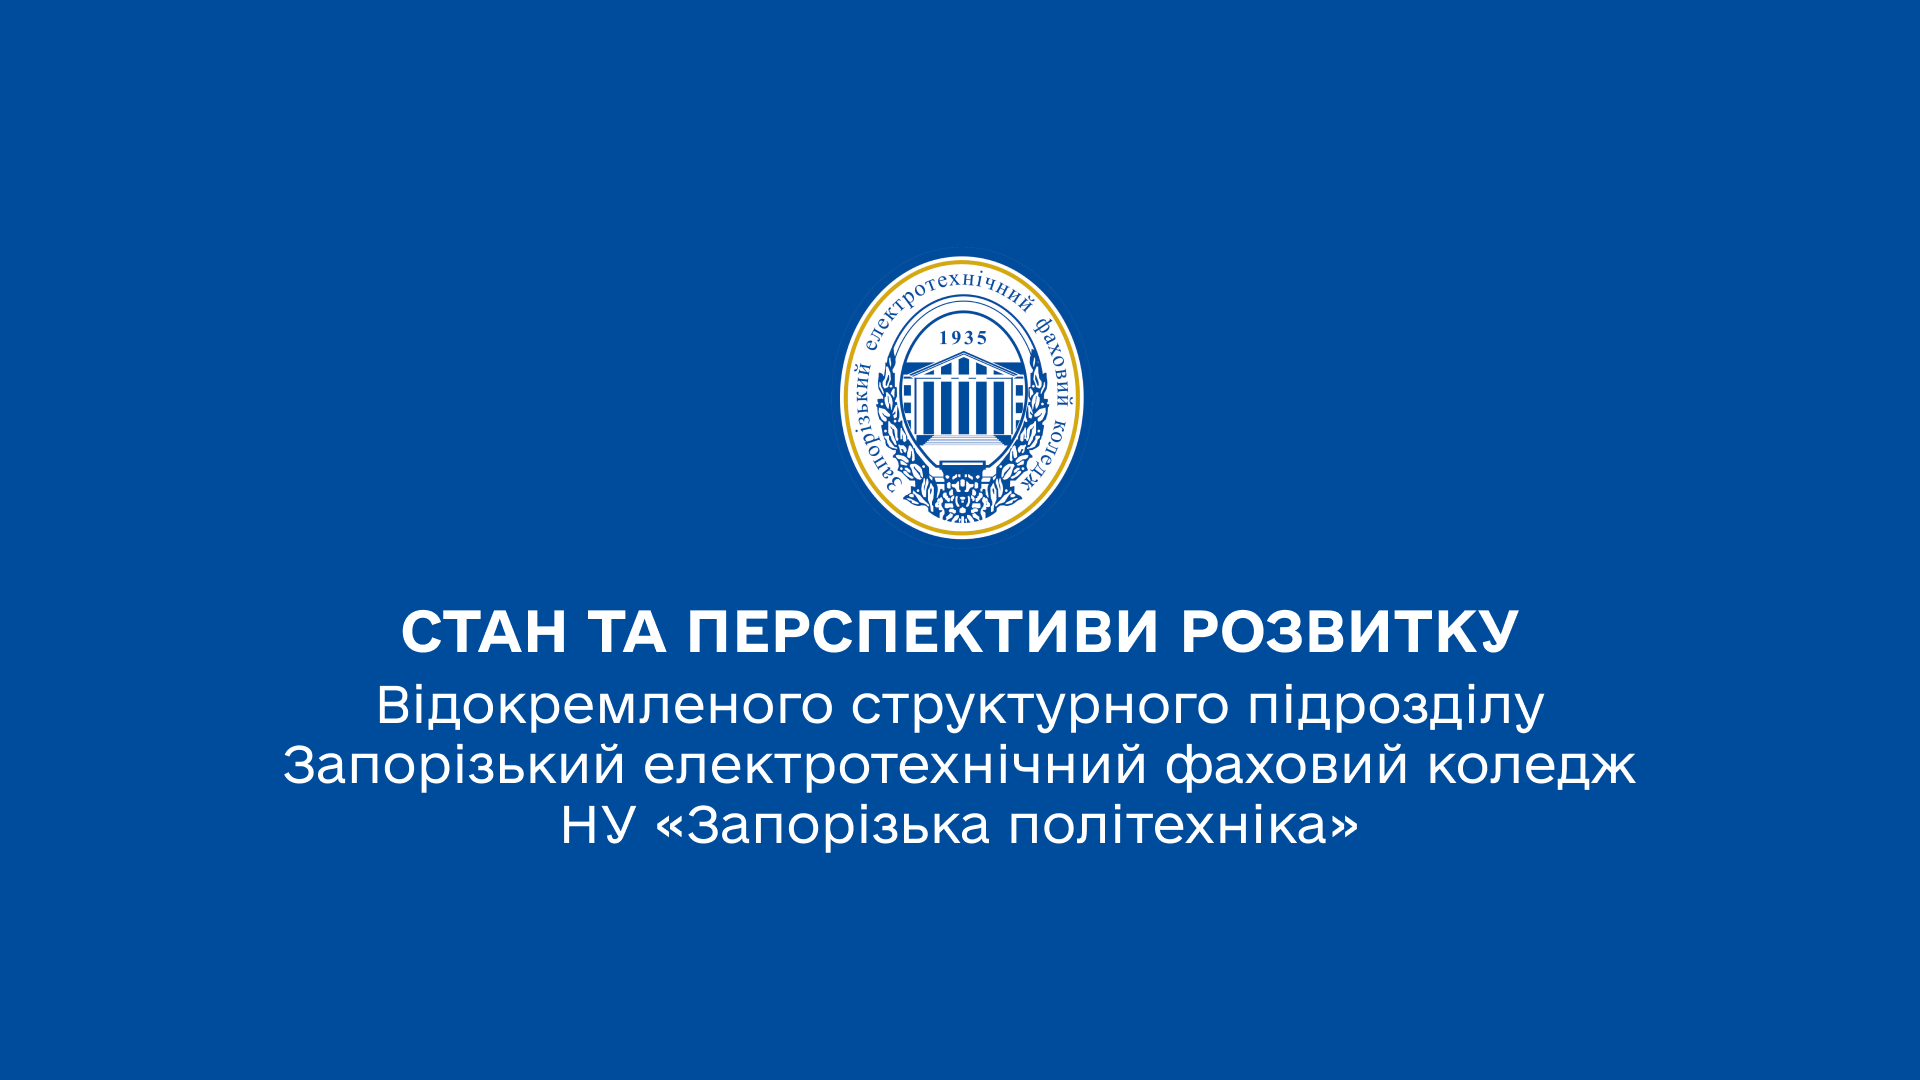 Запорізький електротехнічний фаховий коледж
1935
СТАН ТА ПЕРСПЕКТИВИ РОЗВИТКУ
Відокремленого структурного підрозділу
Запорізький електротехнічний фаховий коледж
НУ «Запорізька політехніка»